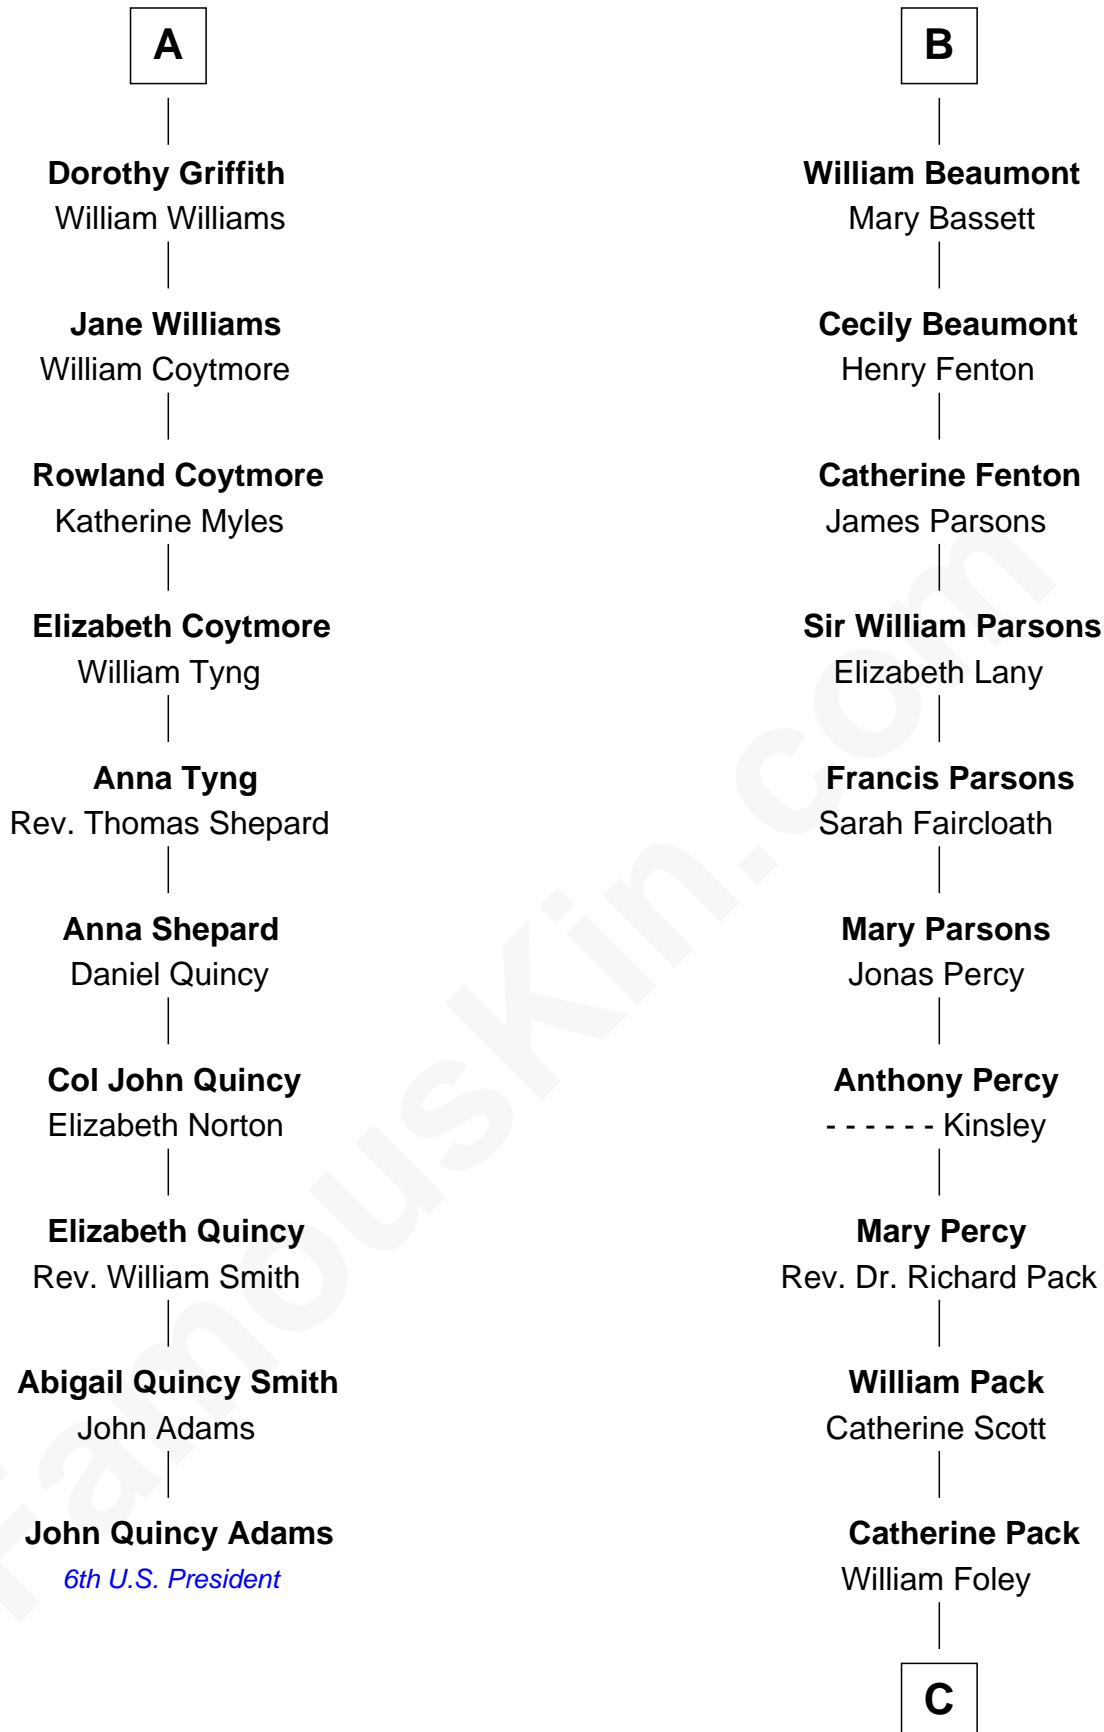 A
Dorothy Griffith
William Williams
Jane Williams
William Coytmore
Rowland Coytmore
Katherine Myles
Elizabeth Coytmore
William Tyng
Anna Tyng
Rev. Thomas Shepard
Anna Shepard
Daniel Quincy
Col John Quincy
Elizabeth Norton
Elizabeth Quincy
Rev. William Smith
Abigail Quincy Smith
John Adams
John Quincy Adams
6th U.S. President
B
William Beaumont
Mary Bassett
Cecily Beaumont
Henry Fenton
Catherine Fenton
James Parsons
Sir William Parsons
Elizabeth Lany
Francis Parsons
Sarah Faircloath
Mary Parsons
Jonas Percy
Anthony Percy
- - - - - - Kinsley
Mary Percy
Rev. Dr. Richard Pack
William Pack
Catherine Scott
Catherine Pack
William Foley
C
FamousKin.com